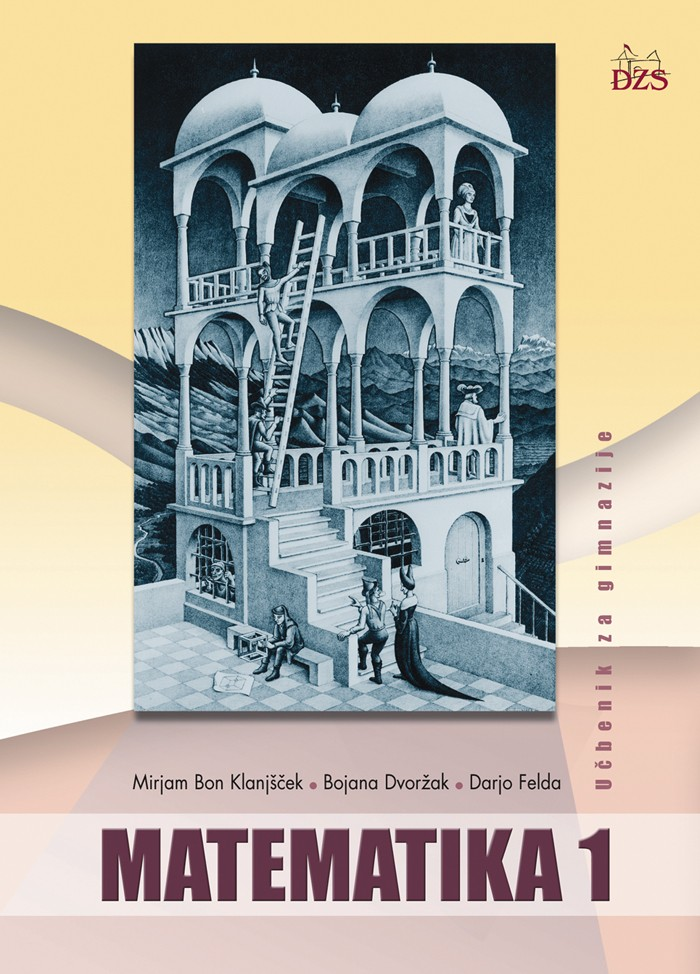 DZS
Učbenik za gimnazije
Mirjam Bon Klanjšček • Bojana Dvoržak • Darjo Felda
MATEMATIKA 1